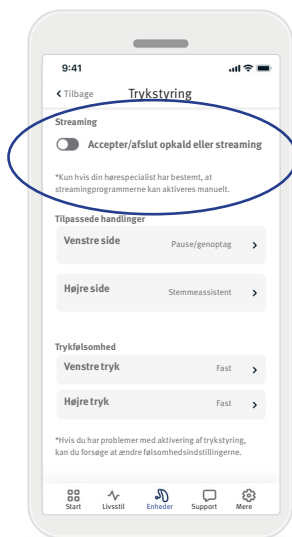 9:41
Tilbage Trykstyring
Streaming
Accepter/afslut opkald eller streaming
*Kun hvis din hørespecialist har bestemt, at
streamingprogrammerne kan aktiveres manuelt.
Tilpassede handlinger
Venstre side Pause/genoptag
Højre side Stemmeassistent
Trykfølsomhed
Venstre tryk Fast
Højre tryk Fast
*Hvis du har problemer med aktivering af trykstyring,
kan du forsøge at ændre følsomhedsindstillingerne.
Start Livsstil Enheder Support Mere